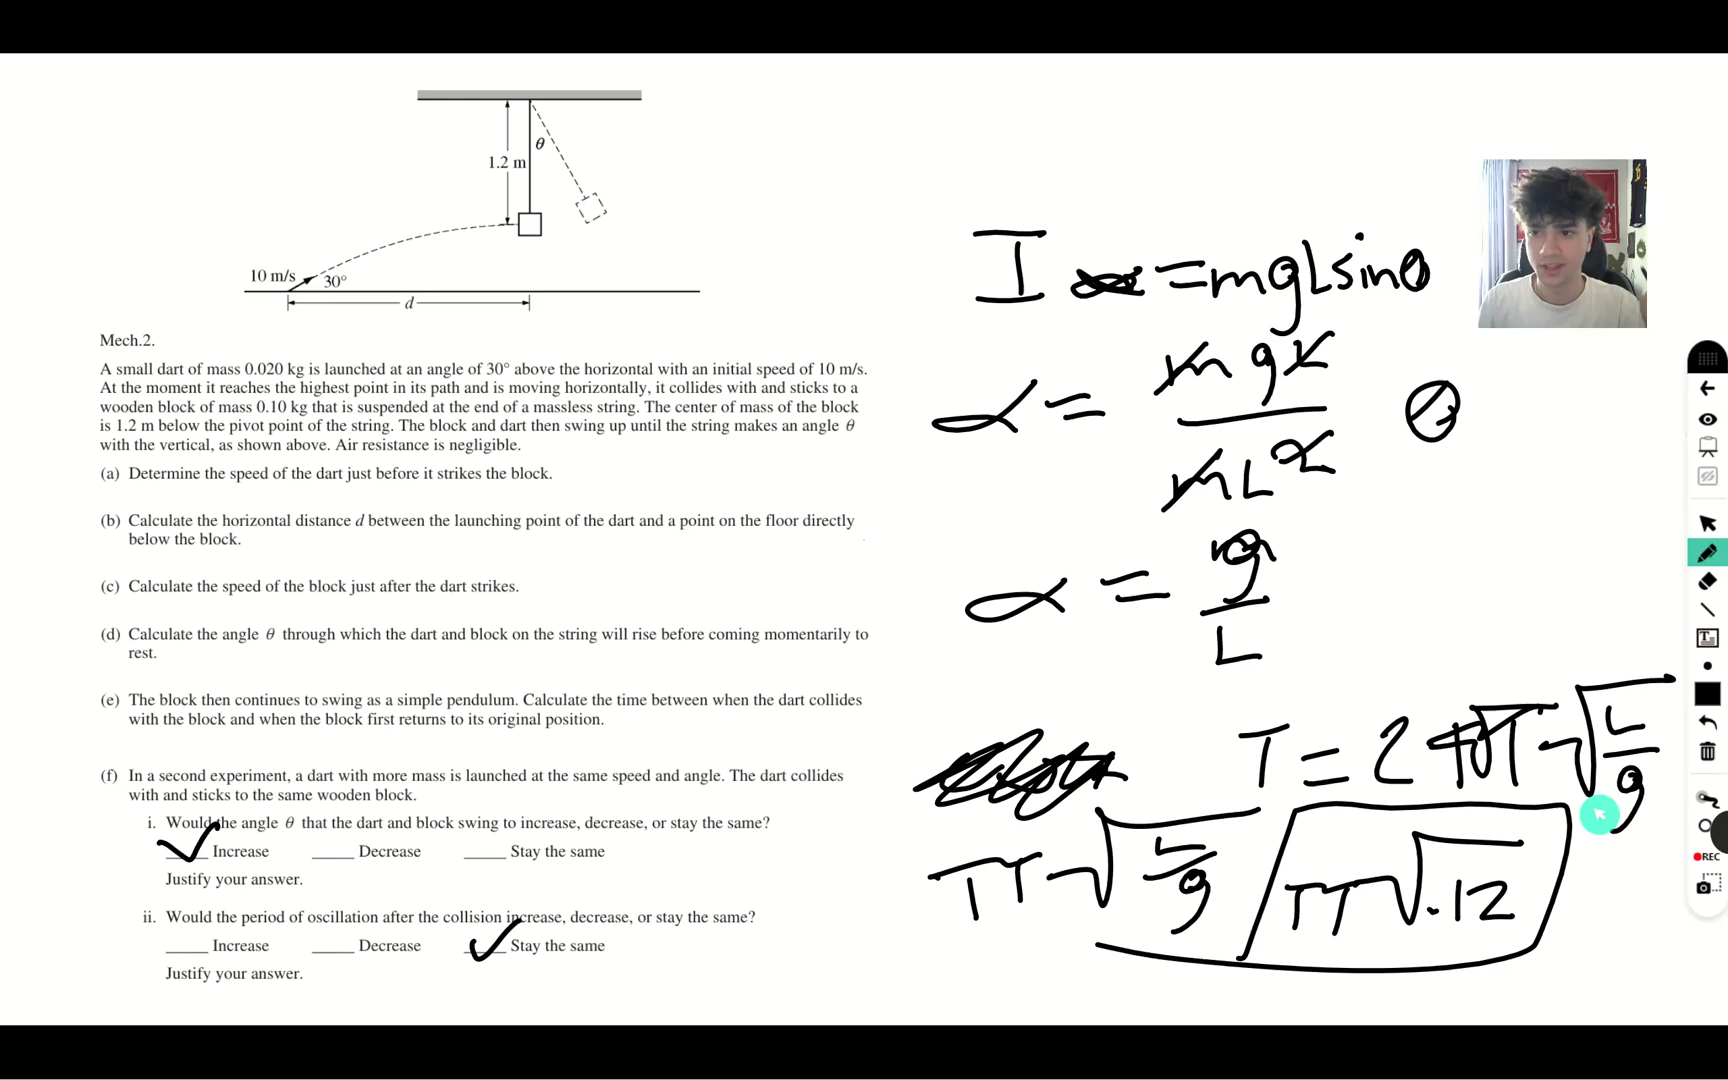 1.2 m
θ
10 m/s
30°
d
Mech.2.
A small dart of mass 0.020 kg is launched at an angle of 30° above the horizontal with an initial speed of 10 m/s.
At the moment it reaches the highest point in its path and is moving horizontally, it collides with and sticks to a
wooden block of mass 0.10 kg that is suspended at the end of a massless string. The center of mass of the block
is 1.2 m below the pivot point of the string. The block and dart then swing up until the string makes an angle θ
with the vertical, as shown above. Air resistance is negligible.
(a) Determine the speed of the dart just before it strikes the block.
(b) Calculate the horizontal distance d between the launching point of the dart and a point on the floor directly
below the block.
(c) Calculate the speed of the block just after the dart strikes.
(d) Calculate the angle θ through which the dart and block on the string will rise before coming momentarily to
rest.
(e) The block then continues to swing as a simple pendulum. Calculate the time between when the dart collides
with the block and when the block first returns to its original position.
(f) In a second experiment, a dart with more mass is launched at the same speed and angle. The dart collides
with and sticks to the same wooden block.
i. Would the angle θ that the dart and block swing to increase, decrease, or stay the same?
✓ Increase ____ Decrease ____ Stay the same
Justify your answer.
ii. Would the period of oscillation after the collision increase, decrease, or stay the same?
____ Increase ____ Decrease ✓ Stay the same
Justify your answer.
I α = mgL sinθ
α = mgL / mL² θ
α = g / L
T = 2π √(L/g)
π √(L/g) π √.12
REC